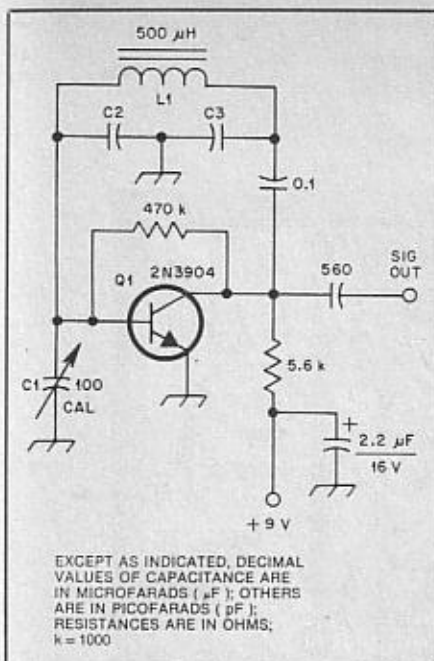 500 µH
L1
C2
C3
0.1
470 k
Q1
2N3904
560
SIG
OUT
5.6 k
C1
100
CAL
+
2.2 µF
16 V
+ 9 V
EXCEPT AS INDICATED, DECIMAL
VALUES OF CAPACITANCE ARE
IN MICROFARADS ( µF ); OTHERS
ARE IN PICOFARADS ( pF );
RESISTANCES ARE IN OHMS;
k = 1000